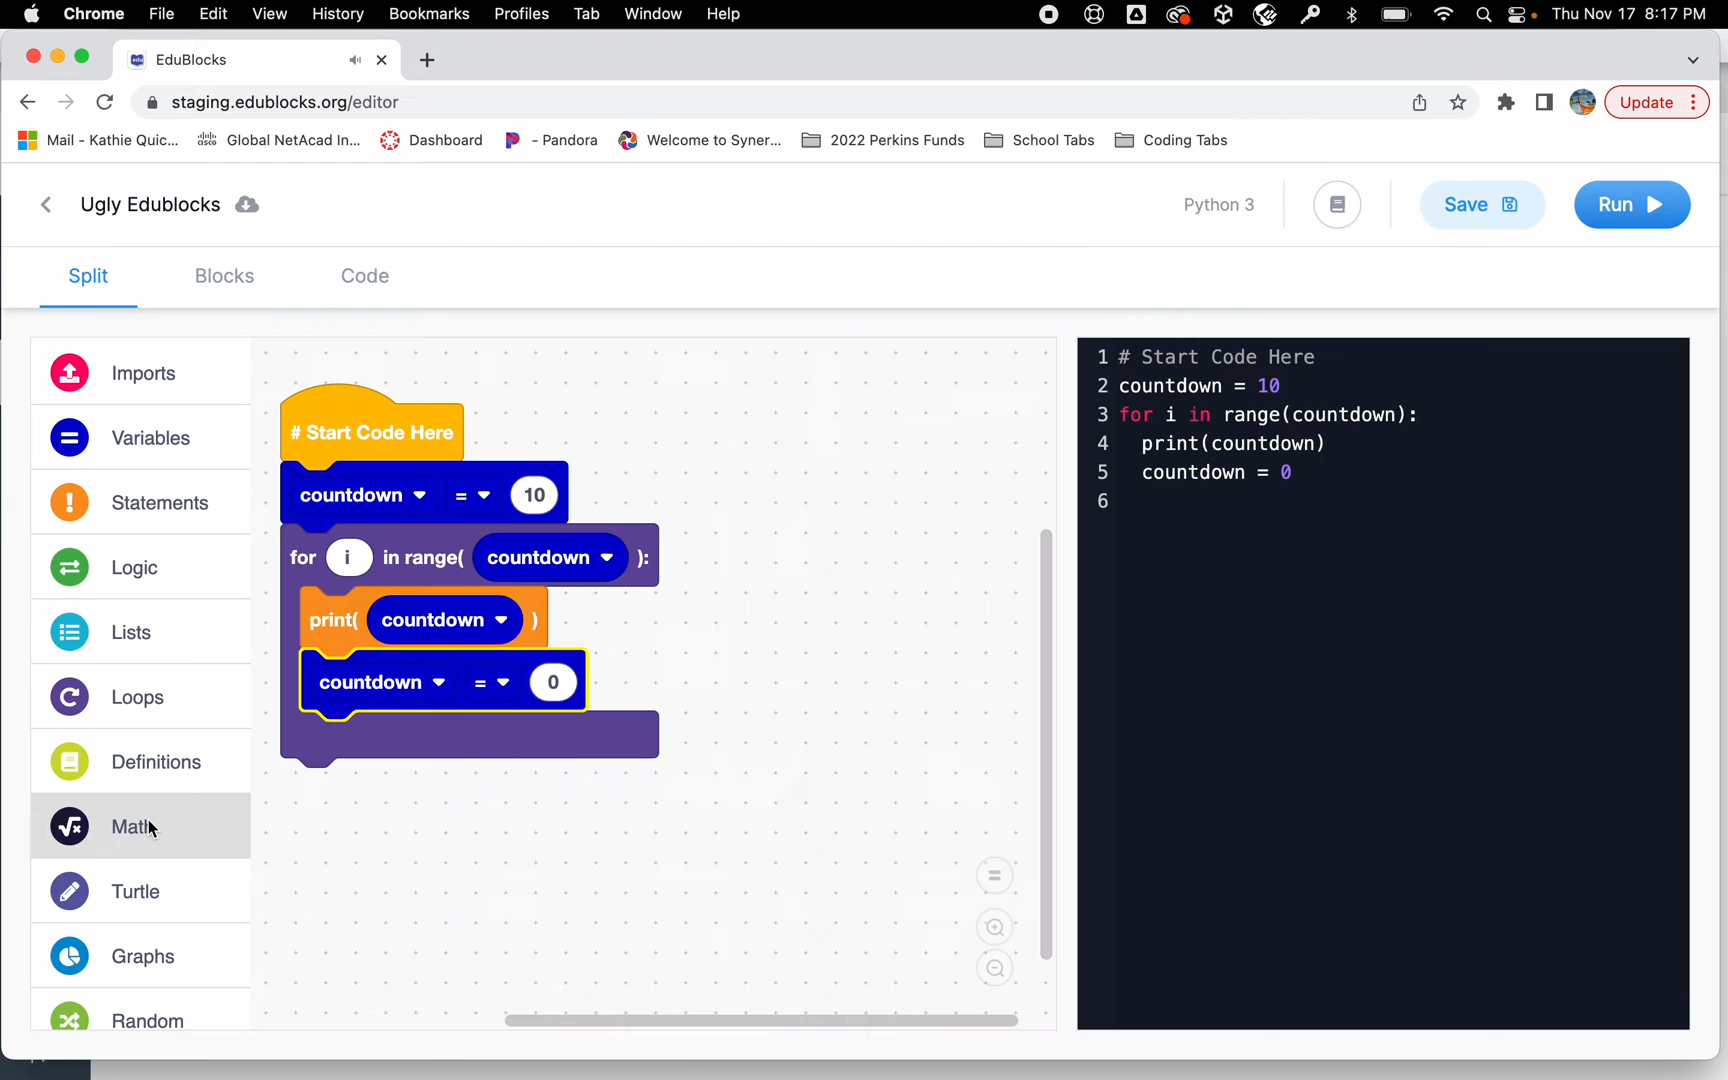 Chrome File Edit View History Bookmarks Profiles Tab Window Help Thu Nov 17 8:17 PM
EduBlocks
staging.edublocks.org/editor Update
Mail - Kathie Quic... Global NetAcad In... Dashboard - Pandora Welcome to Syner... 2022 Perkins Funds School Tabs Coding Tabs
Ugly Edublocks Python 3 Save Run
Split Blocks Code
Imports
Variables
Statements
Logic
Lists
Loops
Definitions
Math
Turtle
Graphs
Random
# Start Code Here
countdown = 10
for i in range( countdown ):
print( countdown )
countdown = 0
1 # Start Code Here
2 countdown = 10
3 for i in range(countdown):
4 print(countdown)
5 countdown = 0
6